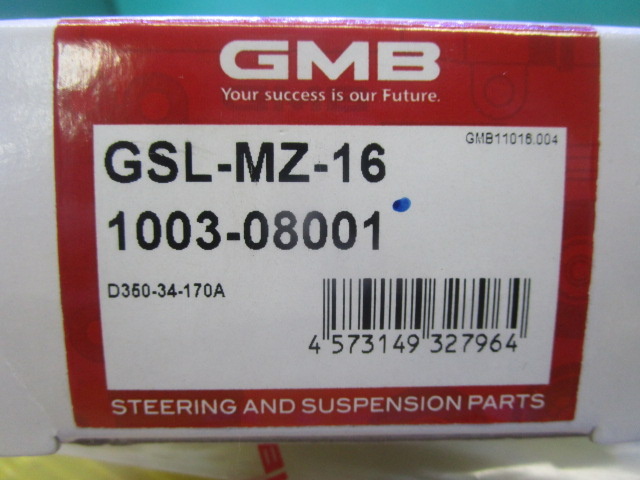 GMB
Your success is our Future.
GMB11016.004
GSL-MZ-16
1003-08001
D350-34-170A
4 573149 327964
STEERING AND SUSPENSION PARTS